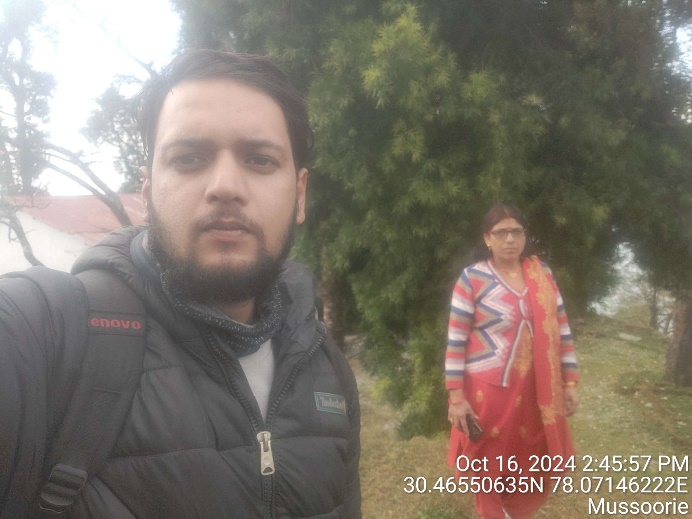 enovo
Oct 16, 2024 2:45:57 PM
30.46550635N 78.07146222E
Mussoorie